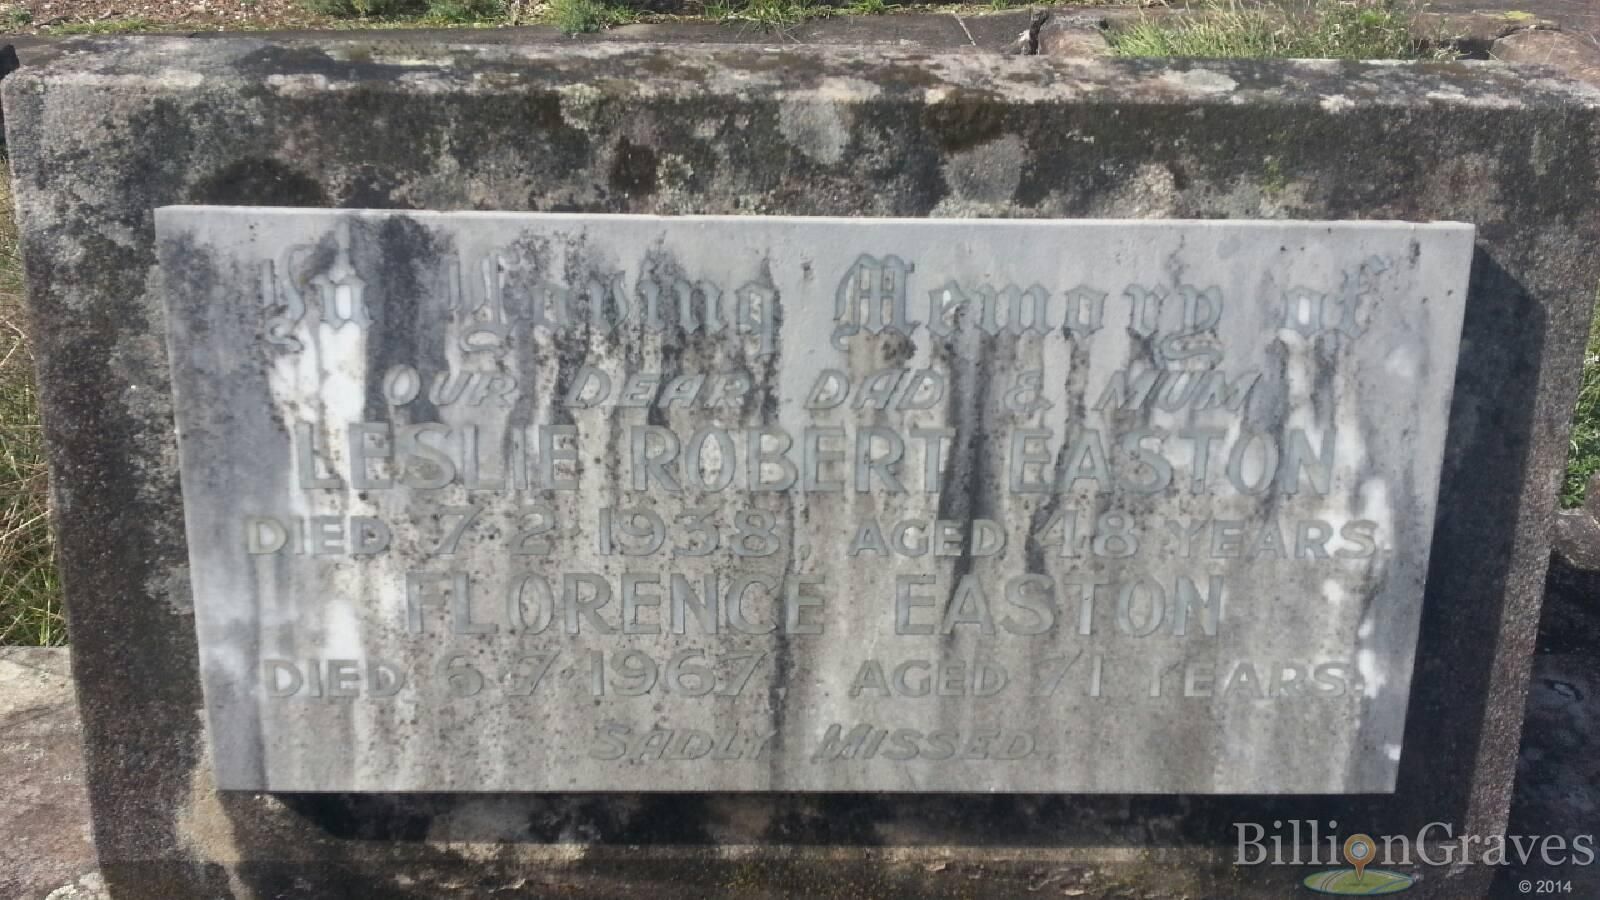 In Loving Memory of
OUR DEAR DAD & MUM
LESLIE ROBERT EASTON
DIED 7·2·1938, AGED 48 YEARS.
FLORENCE EASTON
DIED 6·7·1967, AGED 71 YEARS.
SADLY MISSED
BillionGraves
© 2014